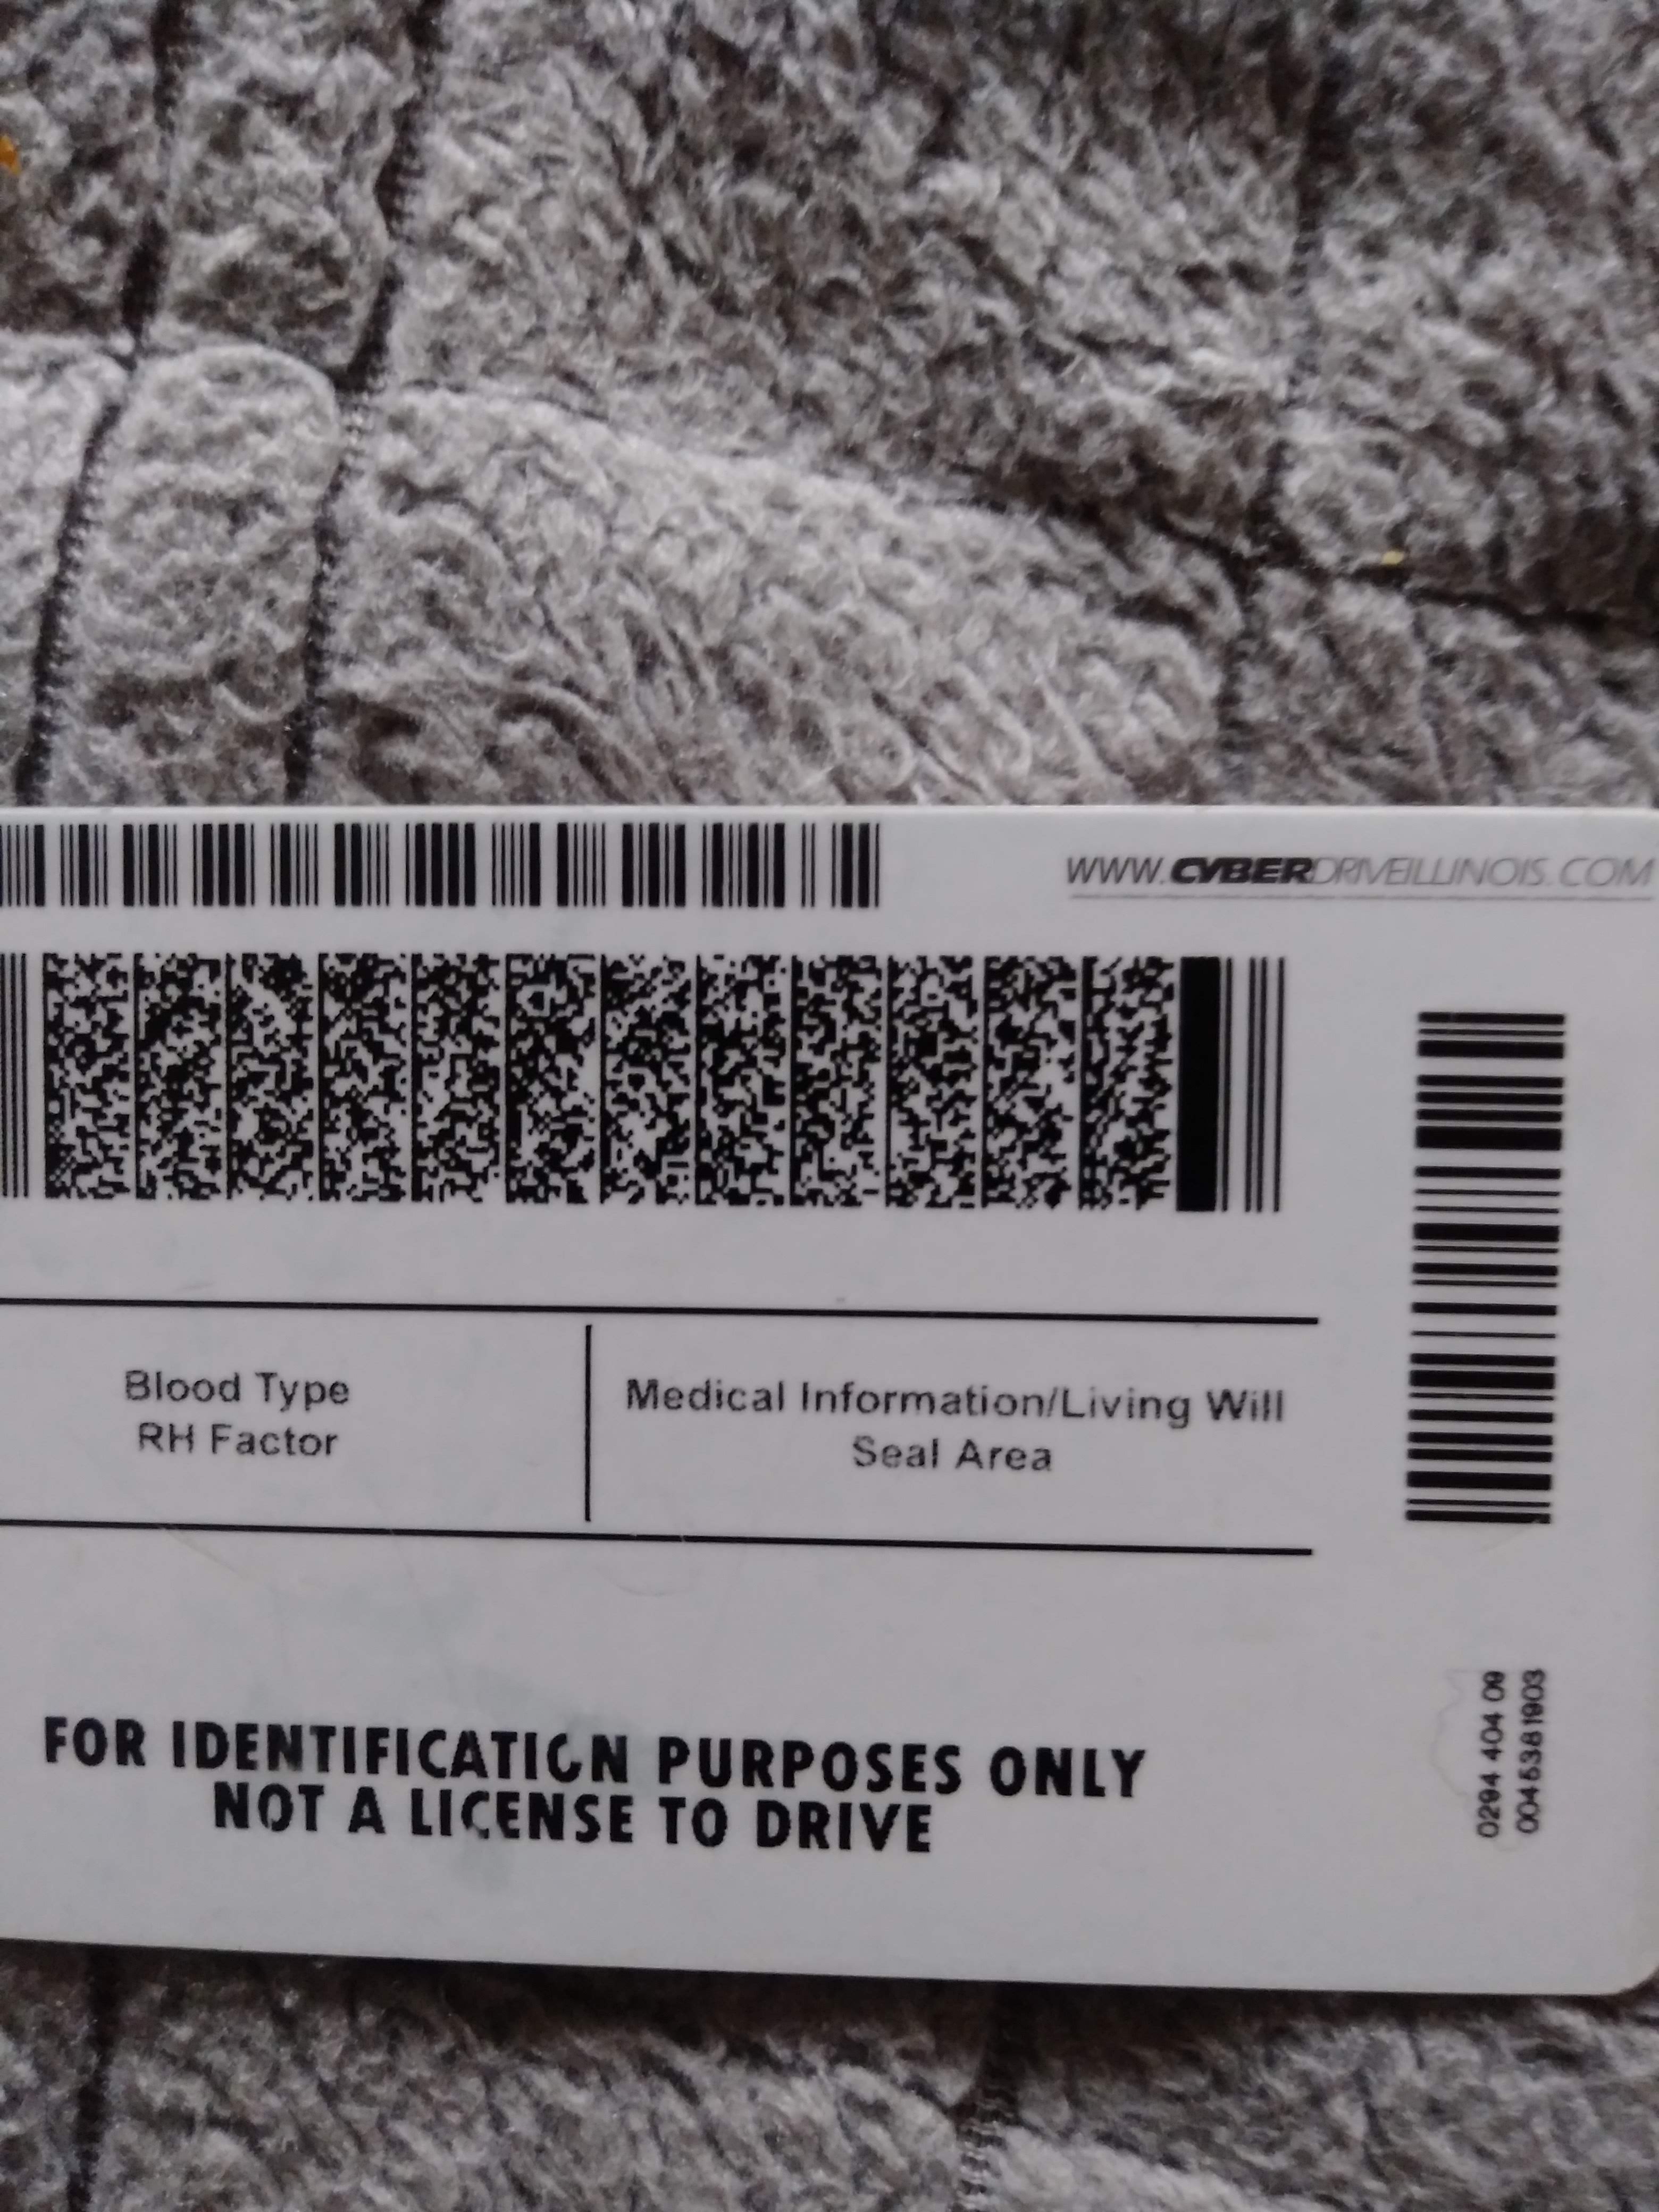 WWW.CYBERDRIVEILLINOIS.COM
Blood Type
RH Factor
Medical Information/Living Will
Seal Area
FOR IDENTIFICATION PURPOSES ONLY
NOT A LICENSE TO DRIVE
0294 404 09
0045381903